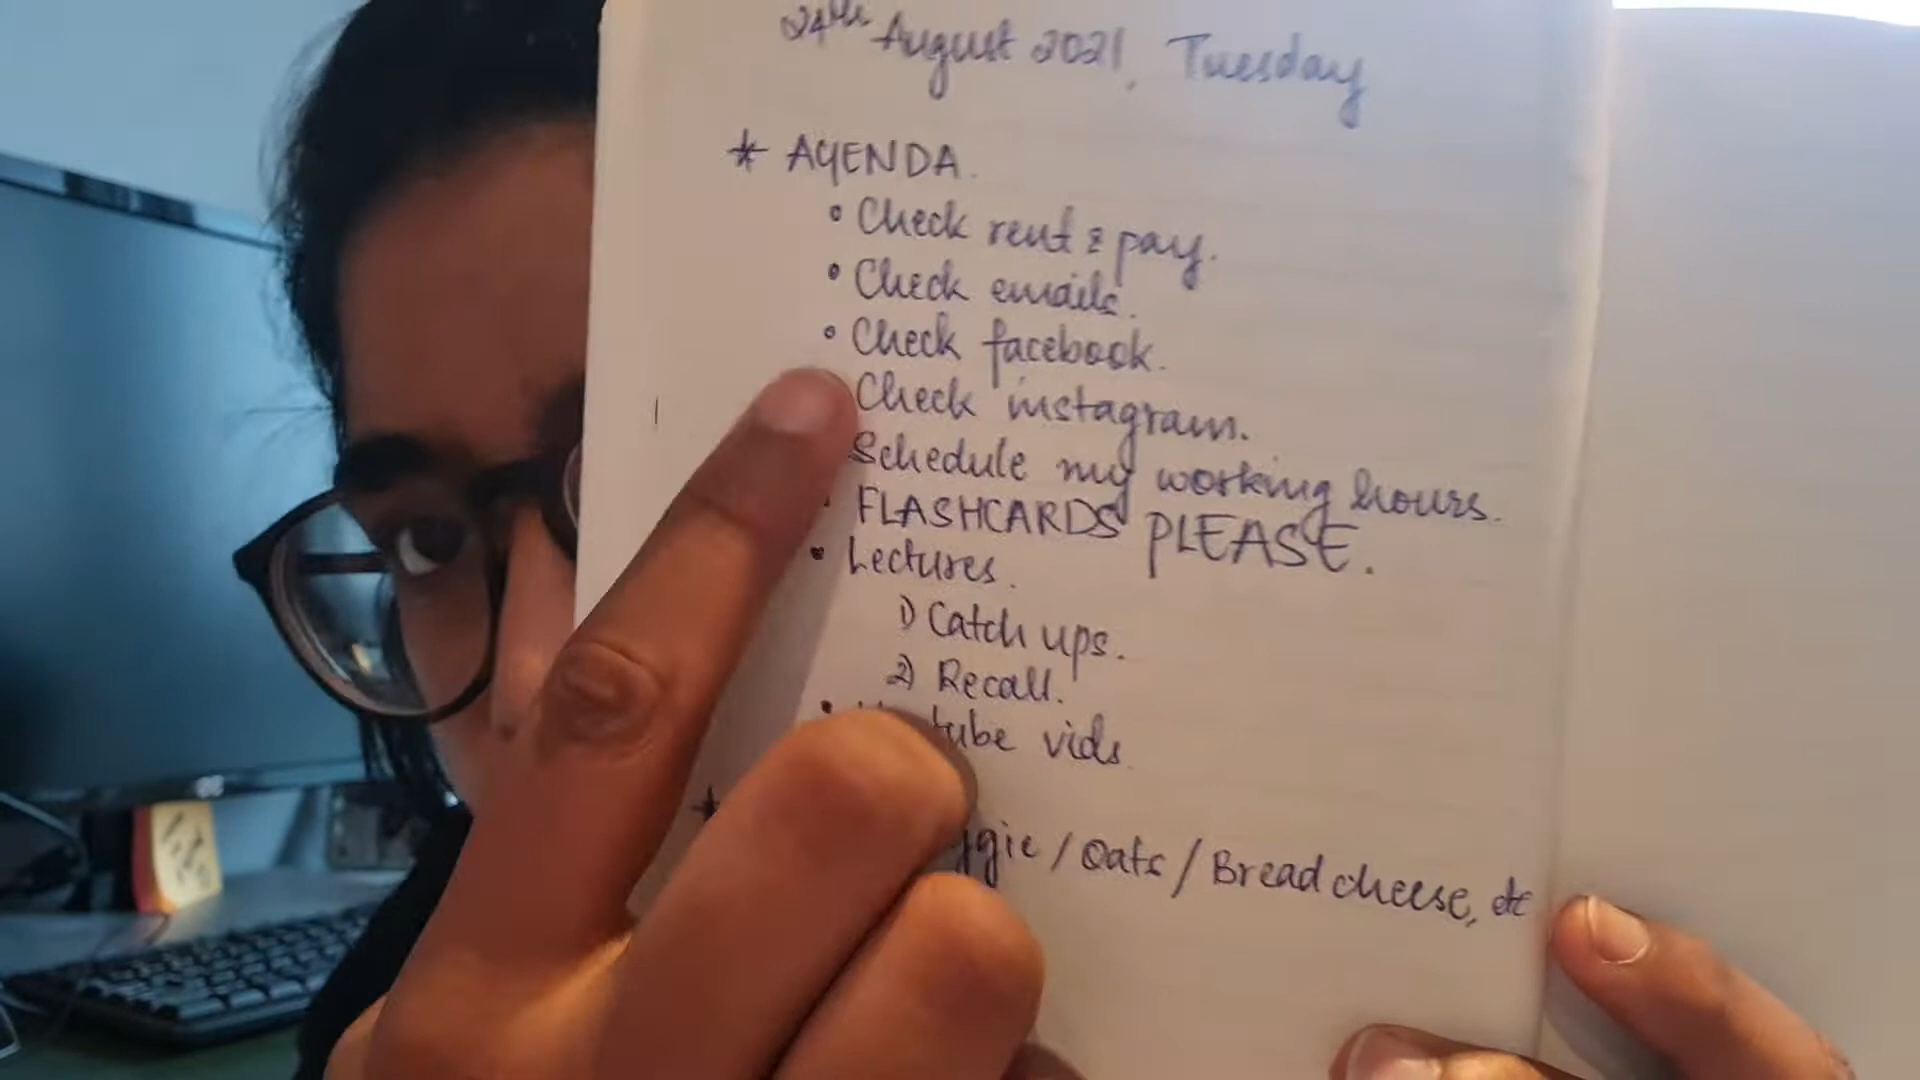 24th August 2021, Tuesday
* AGENDA.
• Check rent & pay.
• Check emails.
• Check facebook.
Check instagram.
Schedule my working hours.
• FLASHCARDS PLEASE.
• Lectures.
1) Catch ups.
2) Recall.
• tube vids.
*
ggie / Oats / Bread cheese, etc